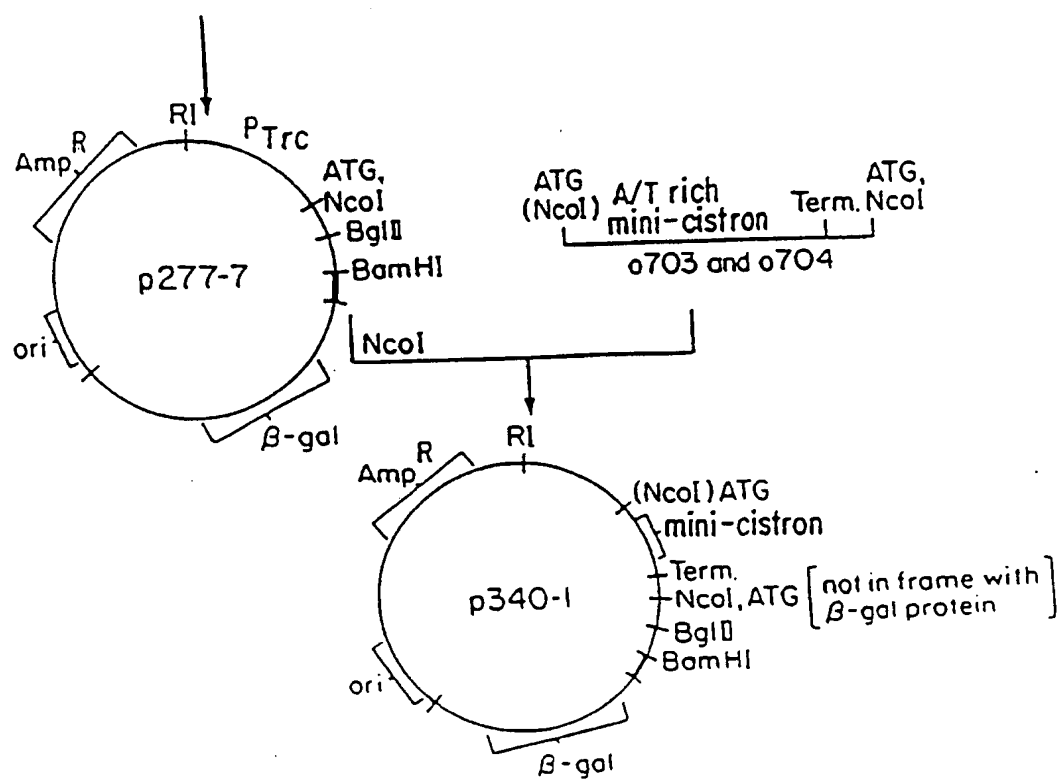 RI
P Trc
Amp R
ATG,
NcoI
BglII
BamHI
p277-7
ori
β-gal
ATG
(NcoI)
A/T rich
mini-cistron
Term.
ATG,
NcoI
o703 and o704
NcoI
RI
Amp R
(NcoI) ATG
mini-cistron
Term.
NcoI, ATG [not in frame with
β-gal protein]
BglII
BamHI
p340-1
ori
β-gal